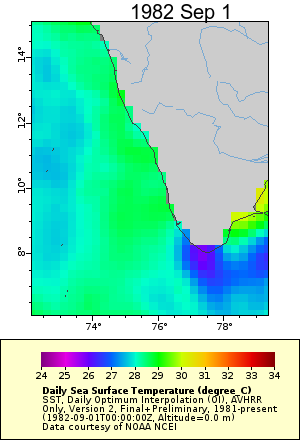 1982 Sep 1
14°
12°
10°
8°
74°
76°
78°
24 25 26 27 28 29 30 31 32 33 34
Daily Sea Surface Temperature (degree_C)
SST, Daily Optimum Interpolation (OI), AVHRR
Only, Version 2, Final+Preliminary, 1981-present
(1982-09-01T00:00:00Z, Altitude=0.0 m)
Data courtesy of NOAA NCEI